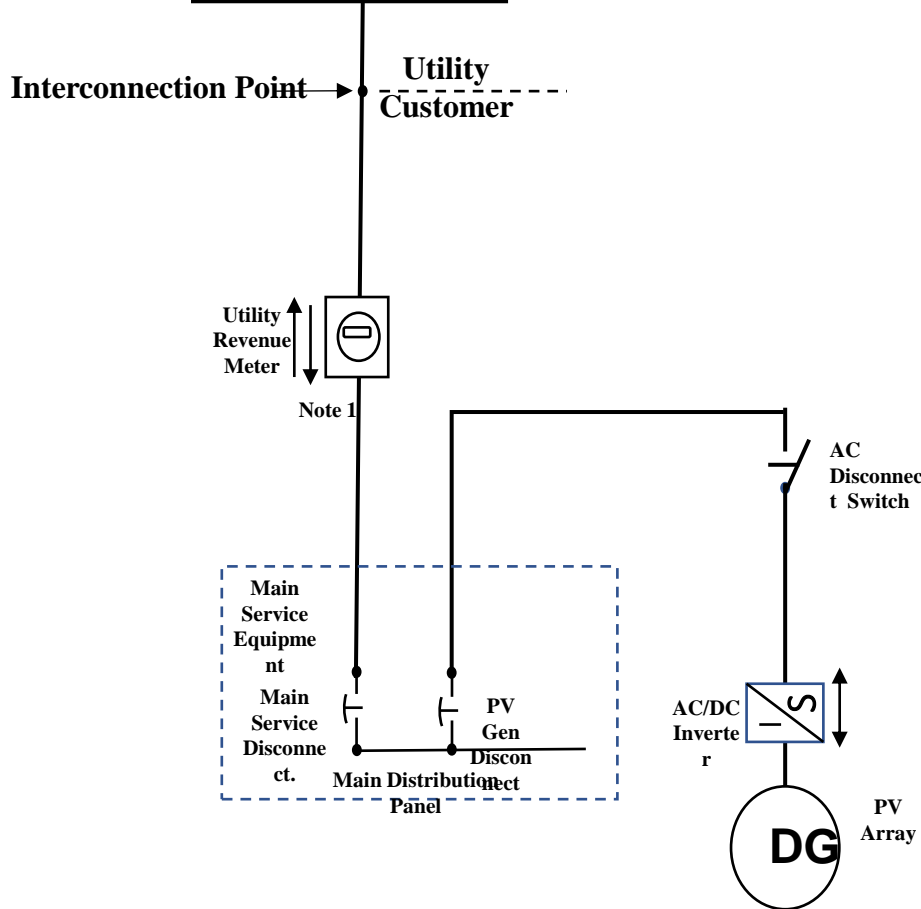 Utility
Interconnection Point
Customer
Utility
Revenue
Meter
Note 1
AC
Disconnec
t Switch
Main
Service
Equipme
nt
Main
Service
Disconne
ct.
PV
Gen
Discon
nect
Main Distribution
Panel
AC/DC
Inverte
r
PV
Array
DG